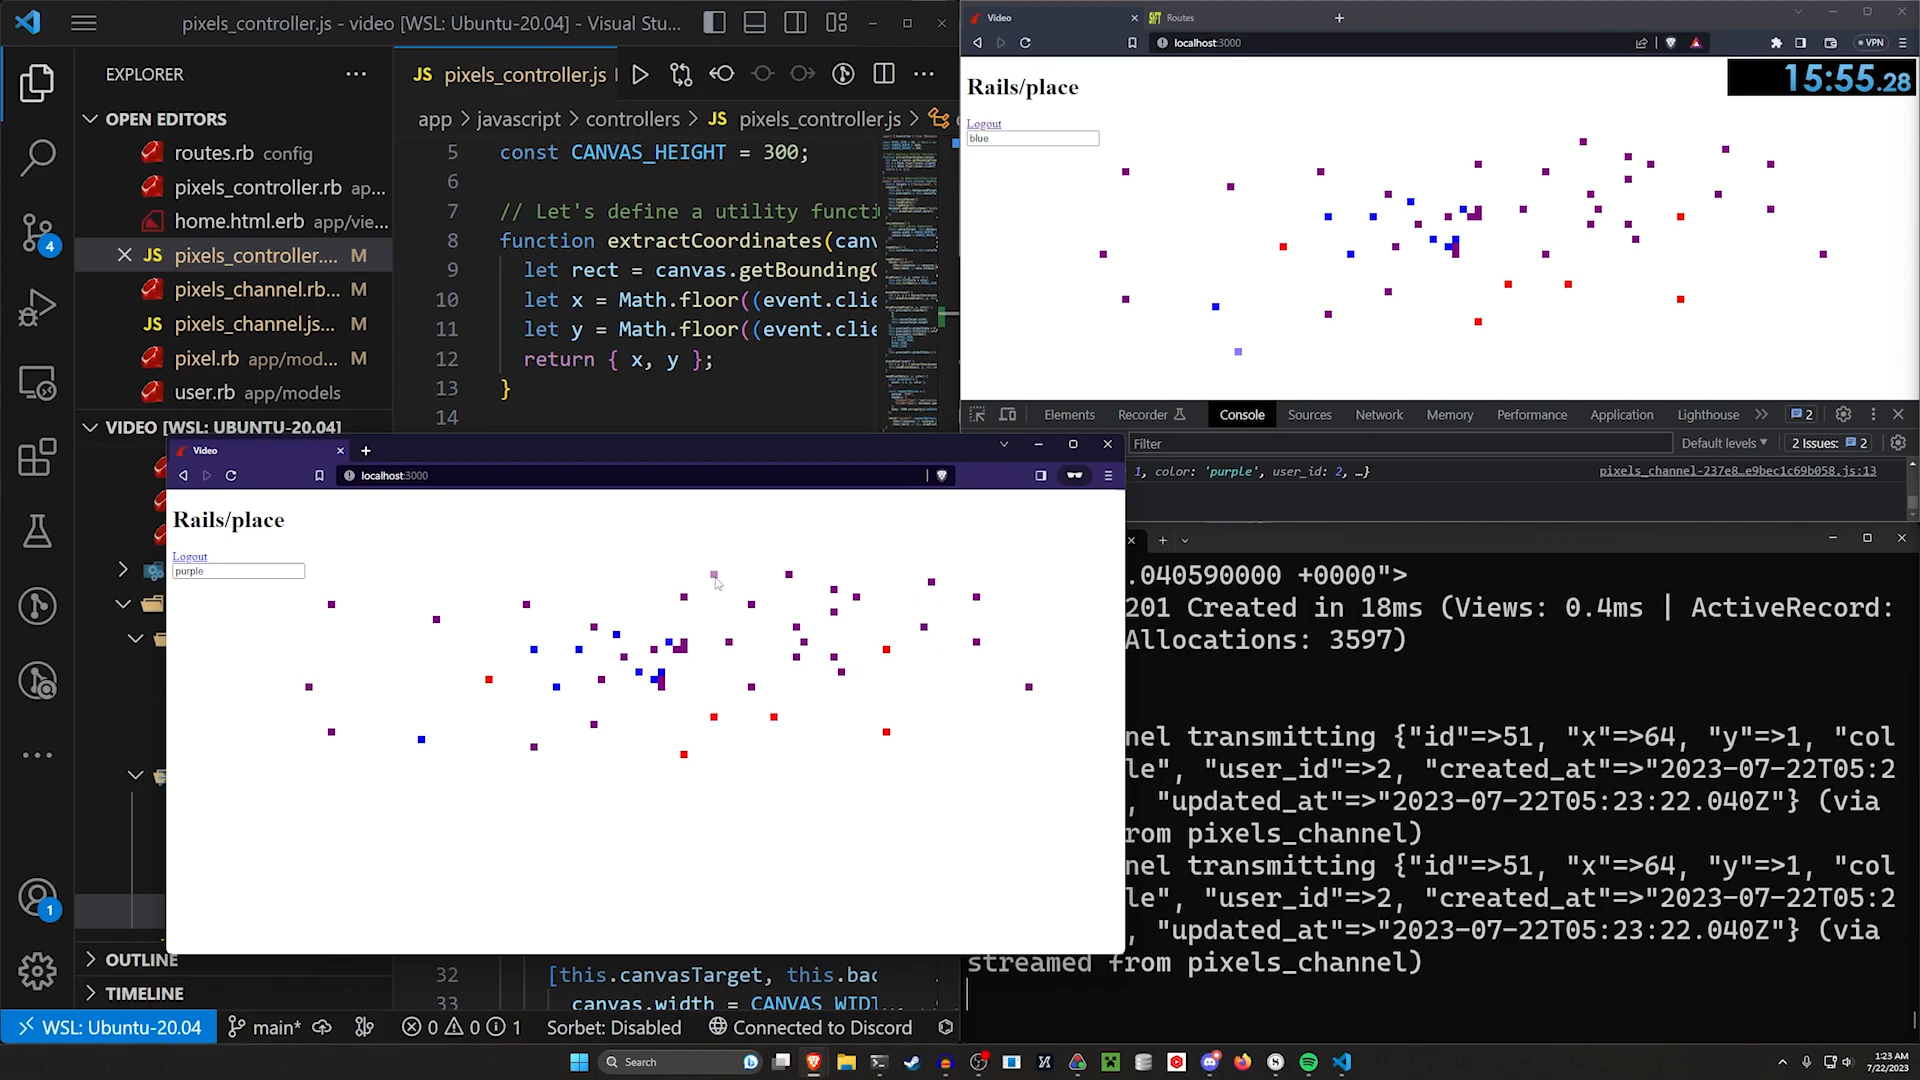 pixels_controller.js - video [WSL: Ubuntu-20.04] - Visual Stu...
EXPLORER
OPEN EDITORS
routes.rb config
pixels_controller.rb ap...
home.html.erb app/vie...
pixels_controller.... M
pixels_channel.rb... M
pixels_channel.js... M
pixel.rb app/mod... M
user.rb app/models
VIDEO [WSL: UBUNTU-20.04]
4
1
OUTLINE
TIMELINE
JS pixels_controller.js
app > javascript > controllers > JS pixels_controller.js >
5 const CANVAS_HEIGHT = 300;
6
7 // Let's define a utility functi
8 function extractCoordinates(canv
9 let rect = canvas.getBoundingC
10 let x = Math.floor((event.clie
11 let y = Math.floor((event.clie
12 return { x, y };
13 }
14
32 [this.canvasTarget, this.bac
33 canvas.width = CANVAS_WIDT
WSL: Ubuntu-20.04
main*
0 0 1
Sorbet: Disabled
Connected to Discord
Video
Routes
localhost:3000
VPN
15:55.28
Rails/place
Logout
blue
Elements
Recorder
Console
Sources
Network
Memory
Performance
Application
Lighthouse
2
Filter
Default levels
2 Issues: 2
1, color: 'purple', user_id: 2, …}
pixels_channel-237e8…e9bec1c69b058.js:13
Video
localhost:3000
Rails/place
Logout
purple
.040590000 +0000">
201 Created in 18ms (Views: 0.4ms | ActiveRecord:
Allocations: 3597)
nel transmitting {"id"=>51, "x"=>64, "y"=>1, "col
le", "user_id"=>2, "created_at"=>"2023-07-22T05:2
, "updated_at"=>"2023-07-22T05:23:22.040Z"} (via
rom pixels_channel)
nel transmitting {"id"=>51, "x"=>64, "y"=>1, "col
le", "user_id"=>2, "created_at"=>"2023-07-22T05:2
, "updated_at"=>"2023-07-22T05:23:22.040Z"} (via
streamed from pixels_channel)
Search
1:23 AM
7/22/2023